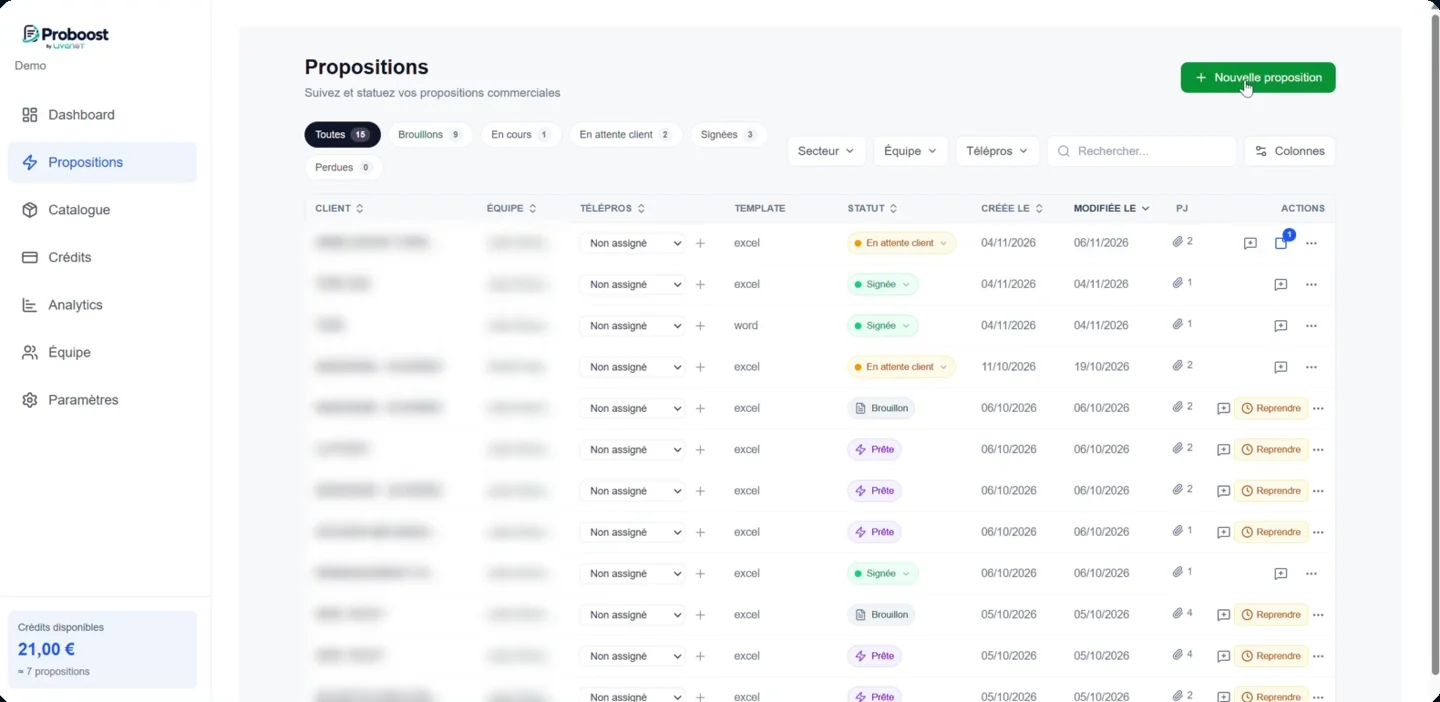 Proboost
By LIVENET
Demo
Dashboard
Propositions
Catalogue
Crédits
Analytics
Équipe
Paramètres
Crédits disponibles
21,00 €
≈ 7 propositions
Propositions
Suivez et statuez vos propositions commerciales
+ Nouvelle proposition
Toutes 15 Brouillons 9 En cours 1 En attente client 2 Signées 3
Perdues 0
Secteur Équipe Télépros Rechercher... Colonnes
CLIENT ÉQUIPE TÉLÉPROS TEMPLATE STATUT CRÉÉE LE MODIFIÉE LE PJ ACTIONS
Non assigné + excel En attente client 04/11/2026 06/11/2026 2 1 ...
Non assigné + excel Signée 04/11/2026 04/11/2026 1 ...
Non assigné + word Signée 04/11/2026 04/11/2026 1 ...
Non assigné + excel En attente client 11/10/2026 19/10/2026 2 ...
Non assigné + excel Brouillon 06/10/2026 06/10/2026 2 Reprendre ...
Non assigné + excel Prête 06/10/2026 06/10/2026 2 Reprendre ...
Non assigné + excel Prête 06/10/2026 06/10/2026 2 Reprendre ...
Non assigné + excel Prête 06/10/2026 06/10/2026 1 Reprendre ...
Non assigné + excel Signée 06/10/2026 06/10/2026 1 ...
Non assigné + excel Brouillon 05/10/2026 05/10/2026 4 Reprendre ...
Non assigné + excel Prête 05/10/2026 05/10/2026 4 Reprendre ...
Non assigné + excel Prête 05/10/2026 05/10/2026 2 Reprendre ...